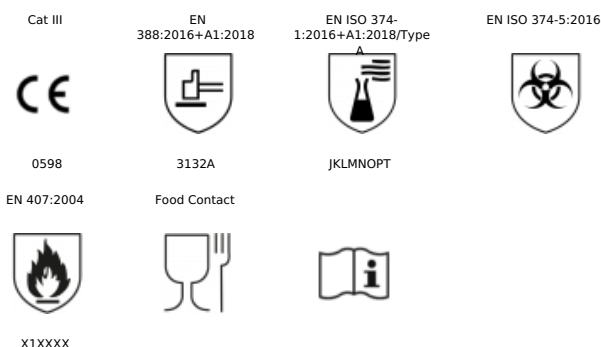 Cat III
EN
388:2016+A1:2018
EN ISO 374-
1:2016+A1:2018/Type
A
EN ISO 374-5:2016
CE
0598
3132A
JKLMNOPT
EN 407:2004
Food Contact
i
X1XXXX